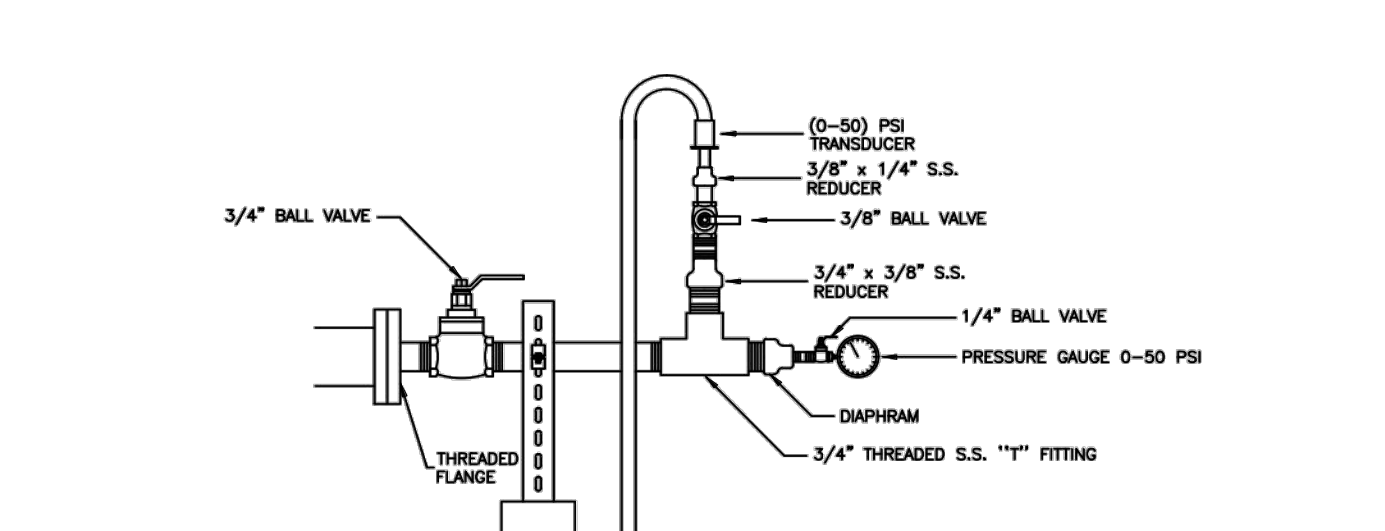 (0-50) PSI
TRANSDUCER
3/8" x 1/4" S.S.
REDUCER
3/4" BALL VALVE
3/8" BALL VALVE
3/4" x 3/8" S.S.
REDUCER
1/4" BALL VALVE
PRESSURE GAUGE 0-50 PSI
DIAPHRAM
3/4" THREADED S.S. "T" FITTING
THREADED
FLANGE